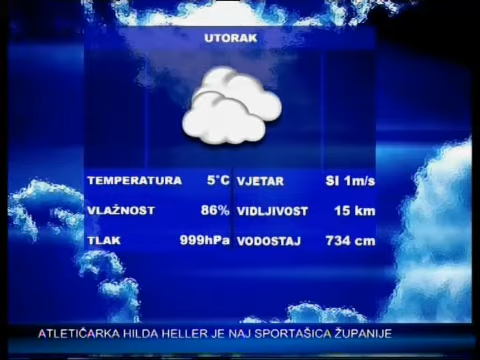 UTORAK
TEMPERATURA 5°C VJETAR SI 1m/s
VLAŽNOST 86% VIDLJIVOST 15 km
TLAK 999hPa VODOSTAJ 734 cm
ATLETIČARKA HILDA HELLER JE NAJ SPORTAŠICA ŽUPANIJE